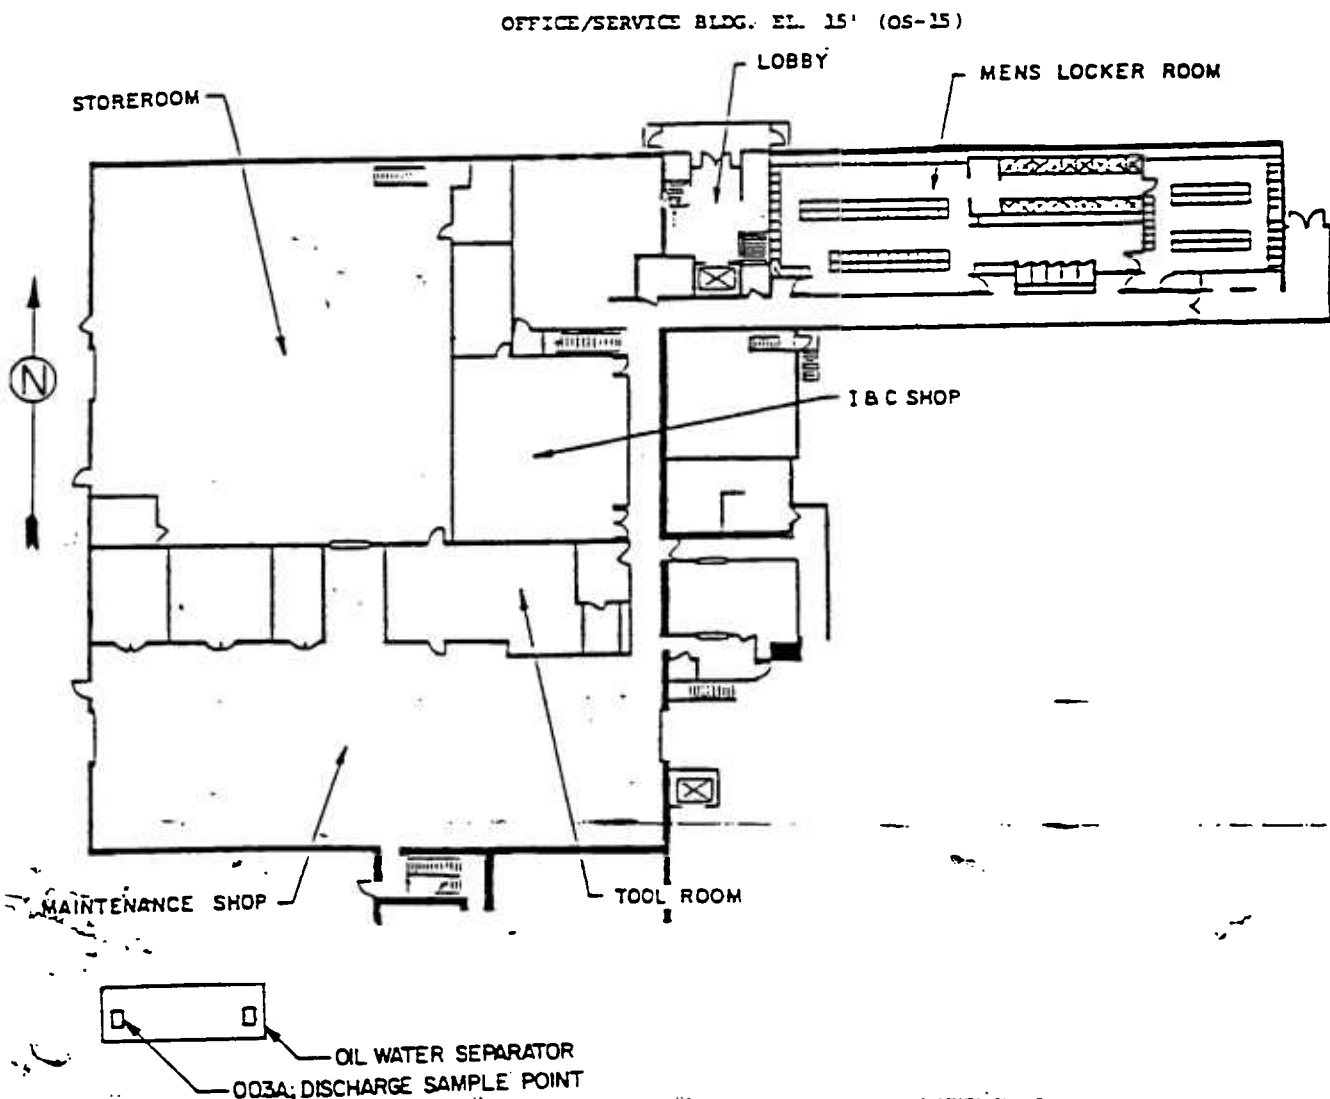 OFFICE/SERVICE BLDG. EL. 15' (OS-15)
LOBBY
MENS LOCKER ROOM
STOREROOM
N
I & C SHOP
MAINTENANCE SHOP
TOOL ROOM
OIL WATER SEPARATOR
003A; DISCHARGE SAMPLE POINT